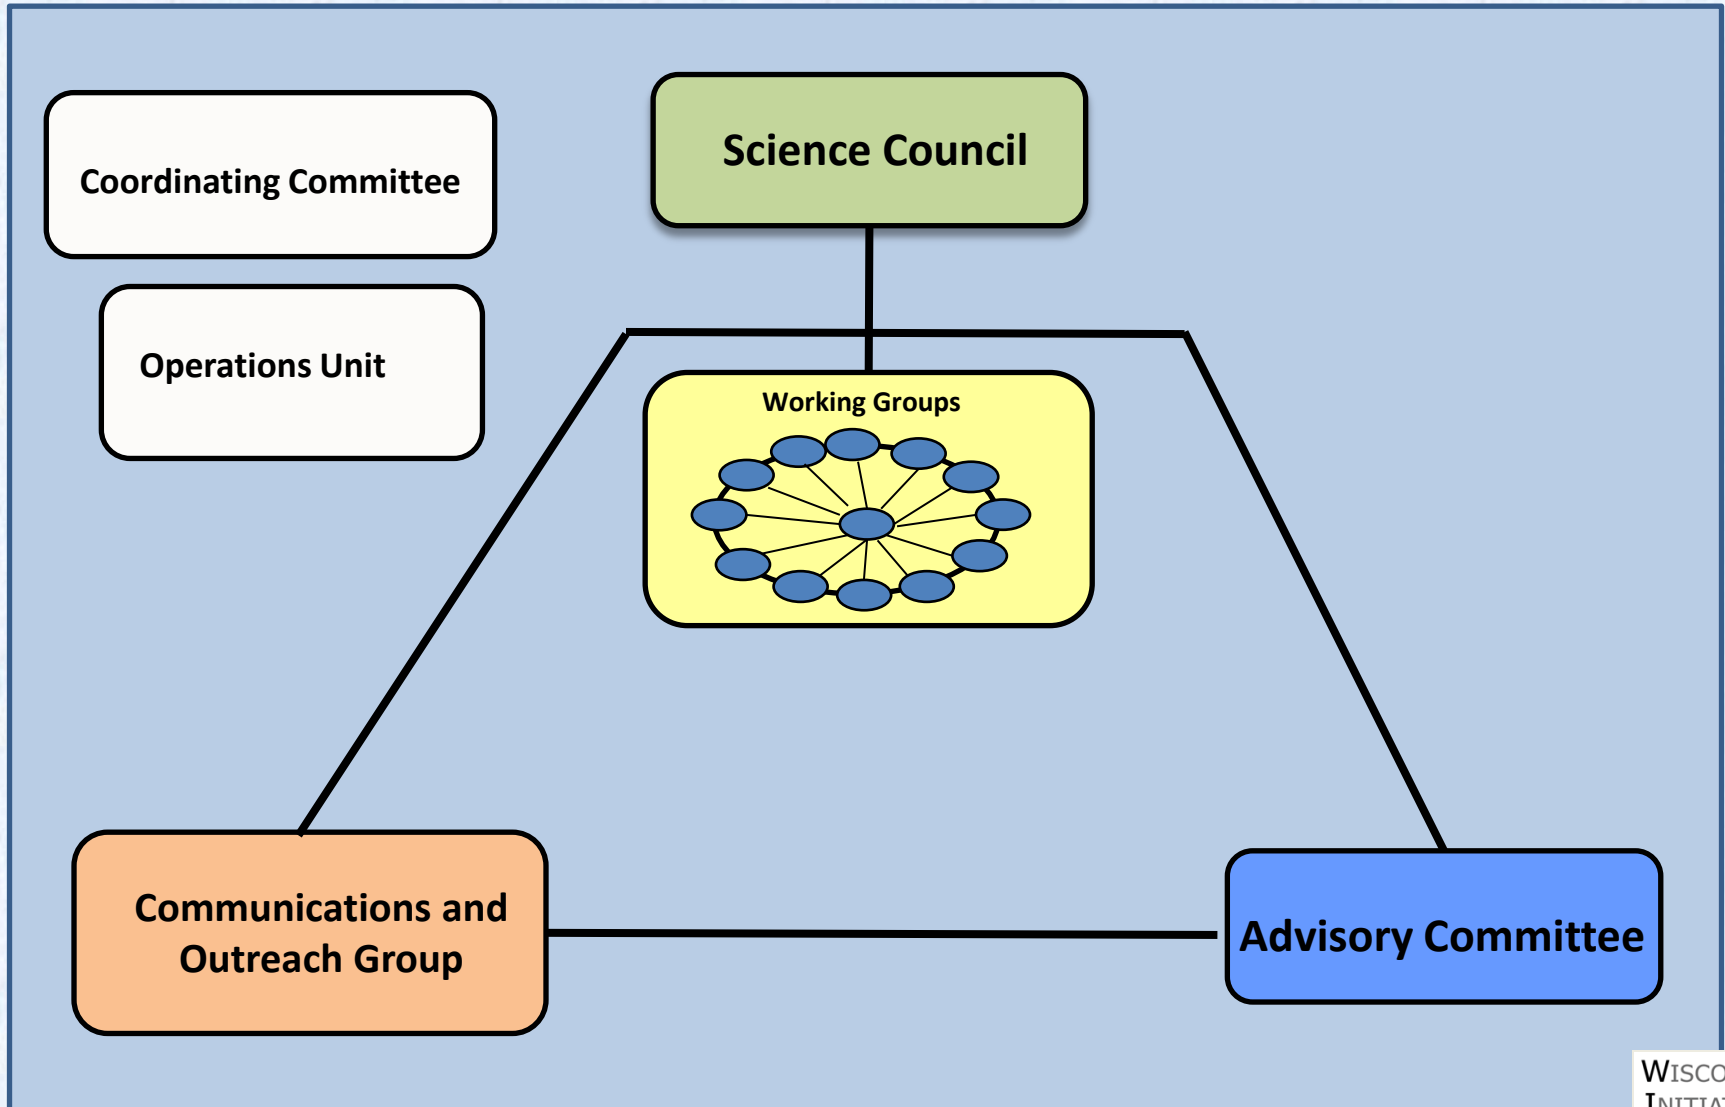 Science Council
Coordinating Committee
Operations Unit
Working Groups
Communications and
Outreach Group
Advisory Committee